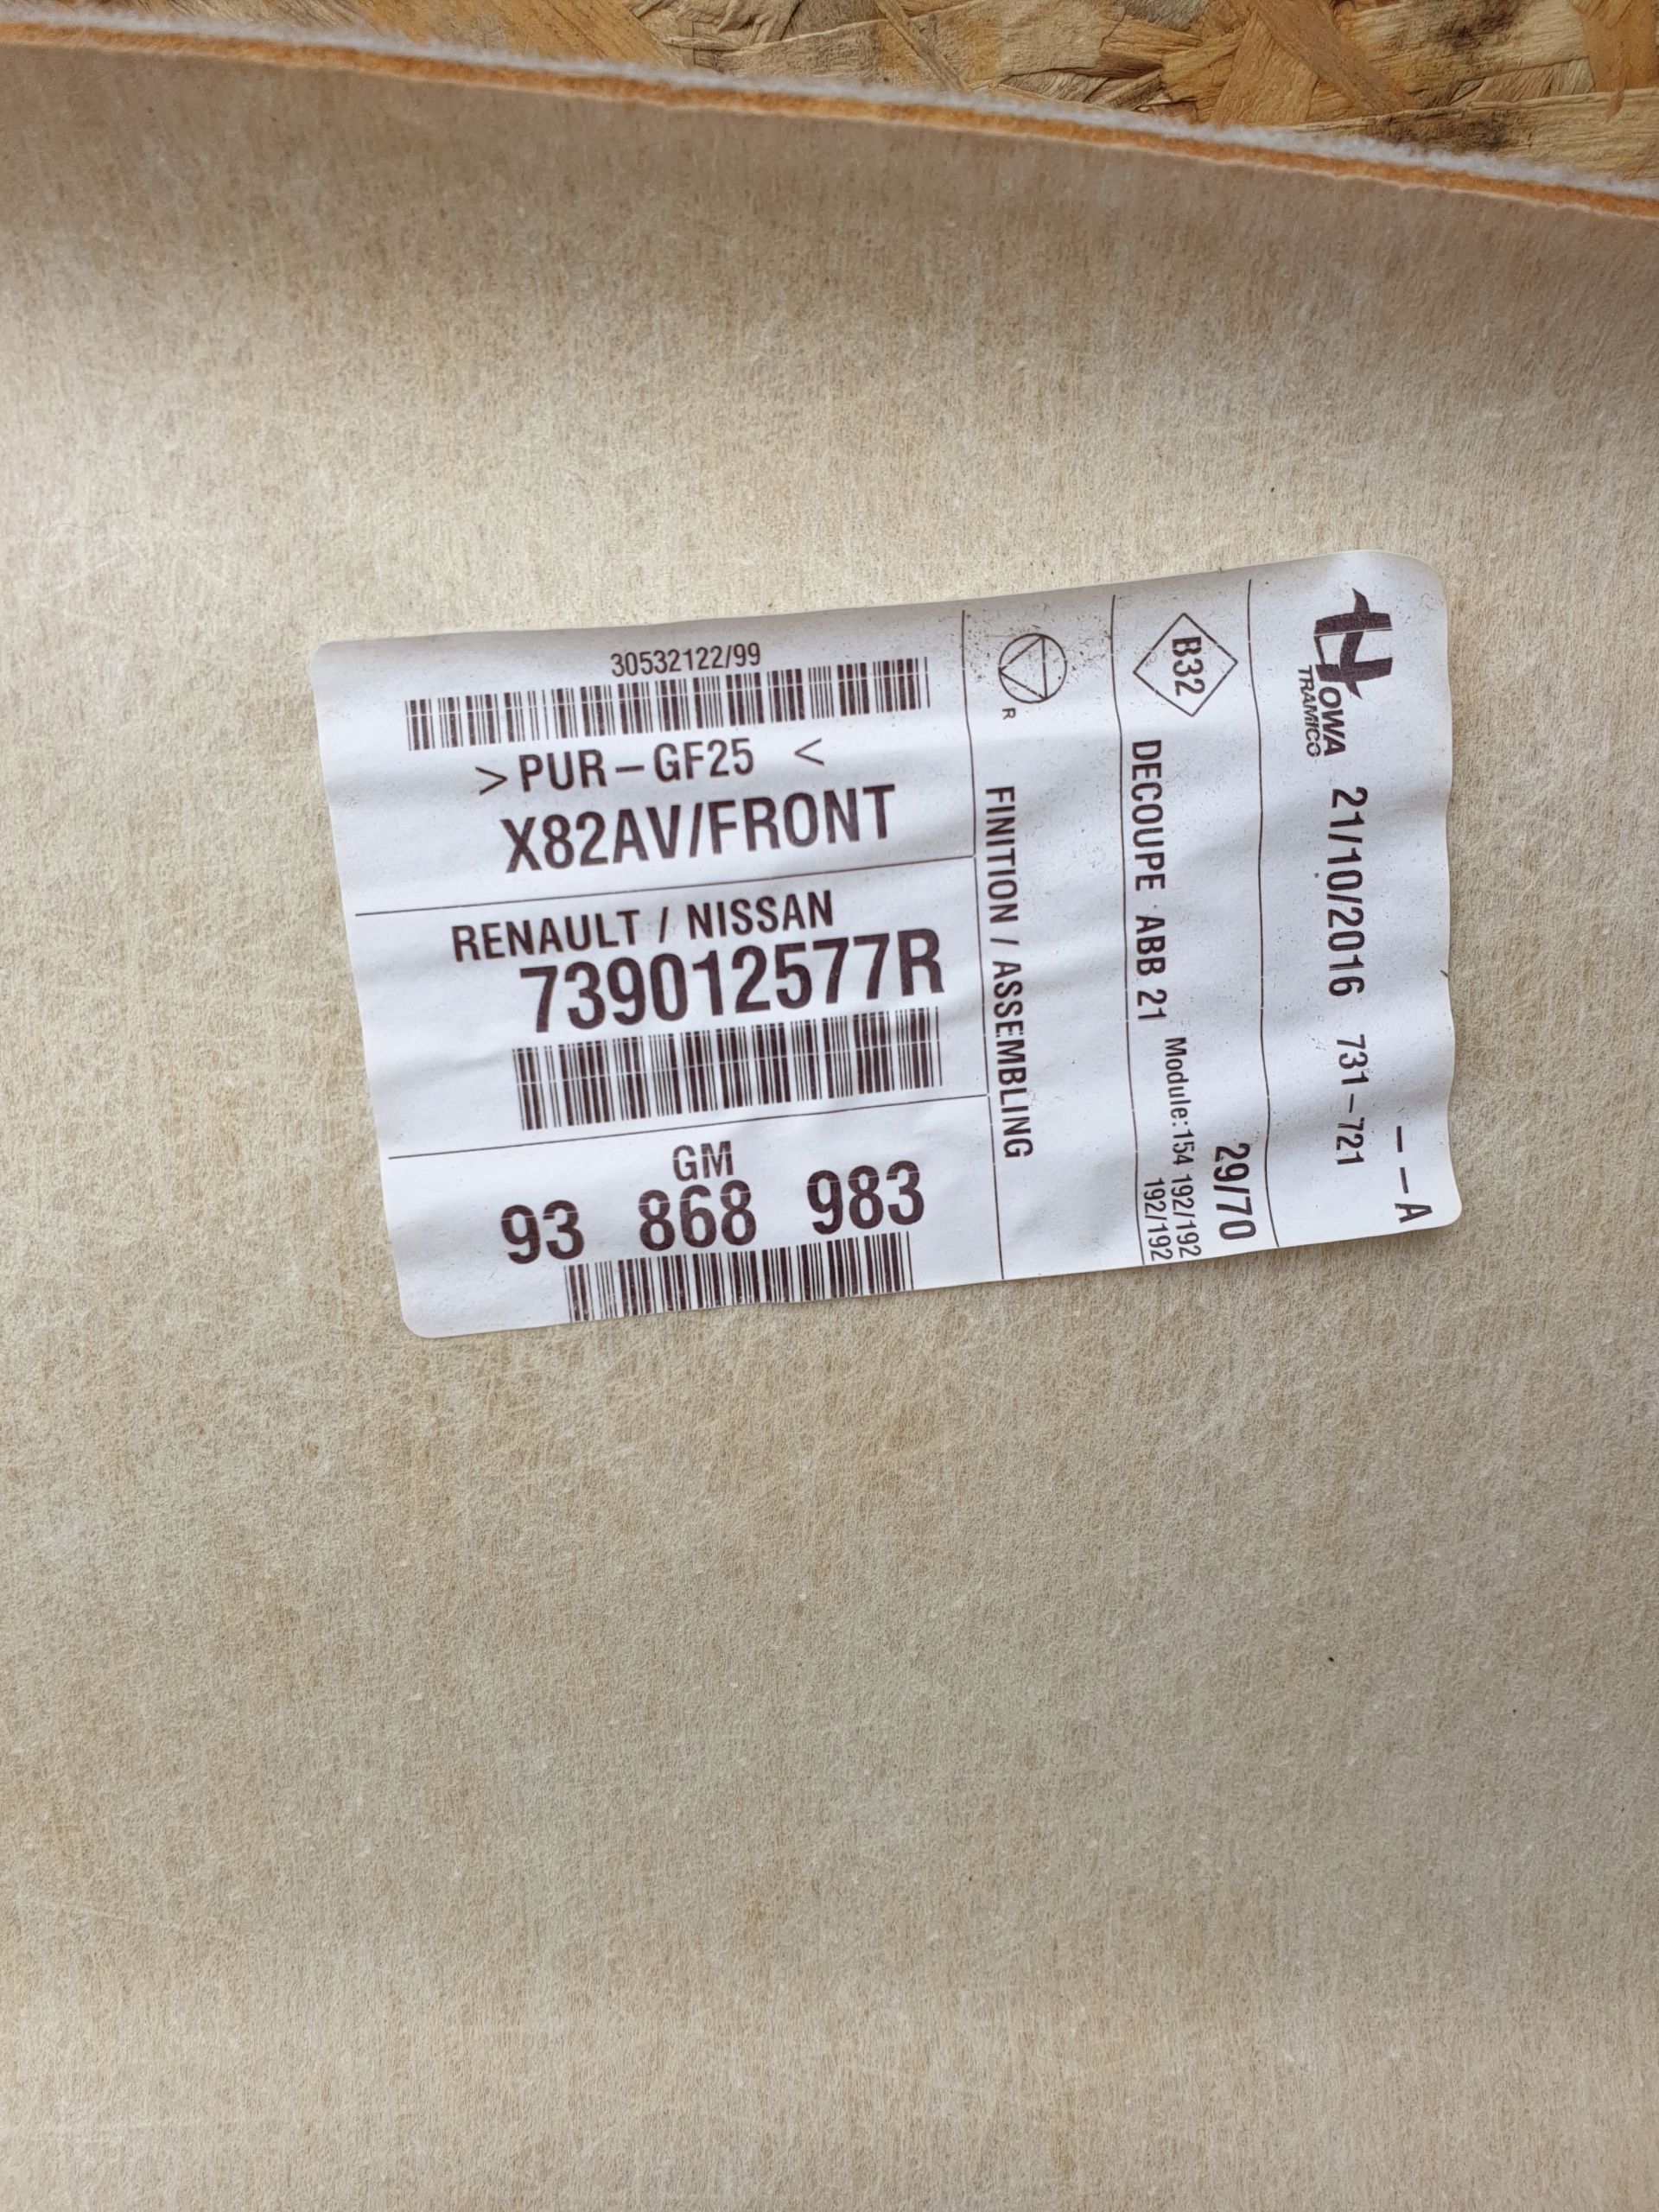 30532122/99
>PUR-GF25 <
X82AV/FRONT
RENAULT / NISSAN
739012577R
GM
93 868 983
R
FINITION / ASSEMBLING
B32
DECOUPE ABB 21
Module:154 192/192
192/192
29/70
HOWA
TRAMICO
21/10/2016 731-721
--A